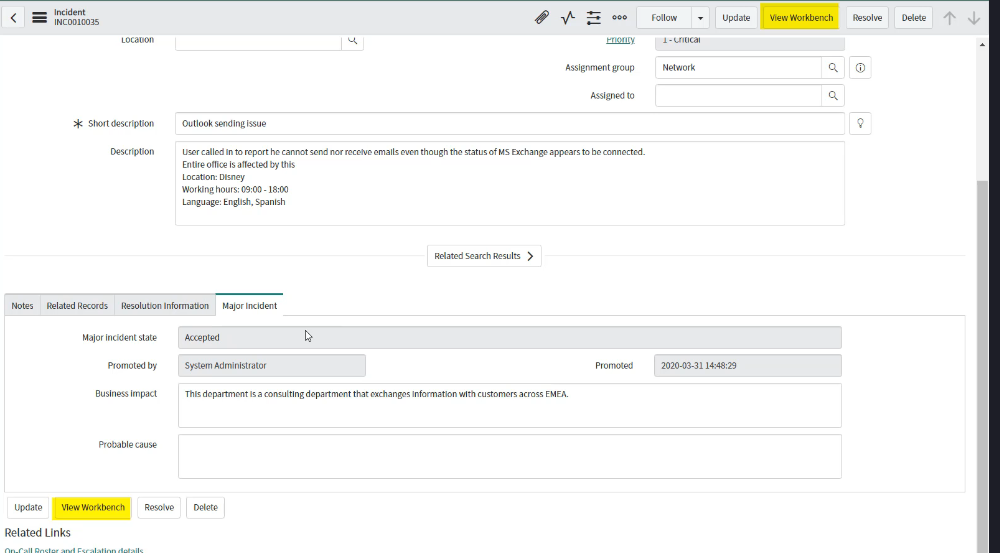 Incident
INC0010035
Follow
Update
View Workbench
Resolve
Delete
Location
Priority
1 - Critical
Assignment group
Network
Assigned to
Short description
Outlook sending issue
Description
User called in to report he cannot send nor receive emails even though the status of MS Exchange appears to be connected.
Entire office is affected by this
Location: Disney
Working hours: 09:00 - 18:00
Language: English, Spanish
Related Search Results
Notes
Related Records
Resolution Information
Major Incident
Major incident state
Accepted
Promoted by
System Administrator
Promoted
2020-03-31 14:48:29
Business impact
This department is a consulting department that exchanges information with customers across EMEA.
Probable cause
Update
View Workbench
Resolve
Delete
Related Links
On-Call Roster and Escalation details